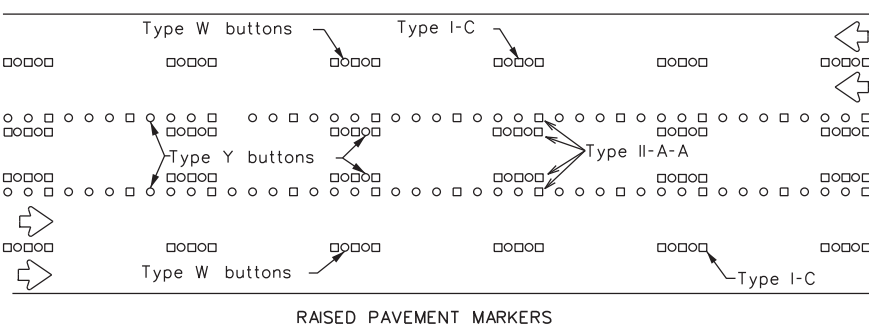 Type W buttons
Type I-C
Type Y buttons
Type II-A-A
Type W buttons
Type I-C
RAISED PAVEMENT MARKERS